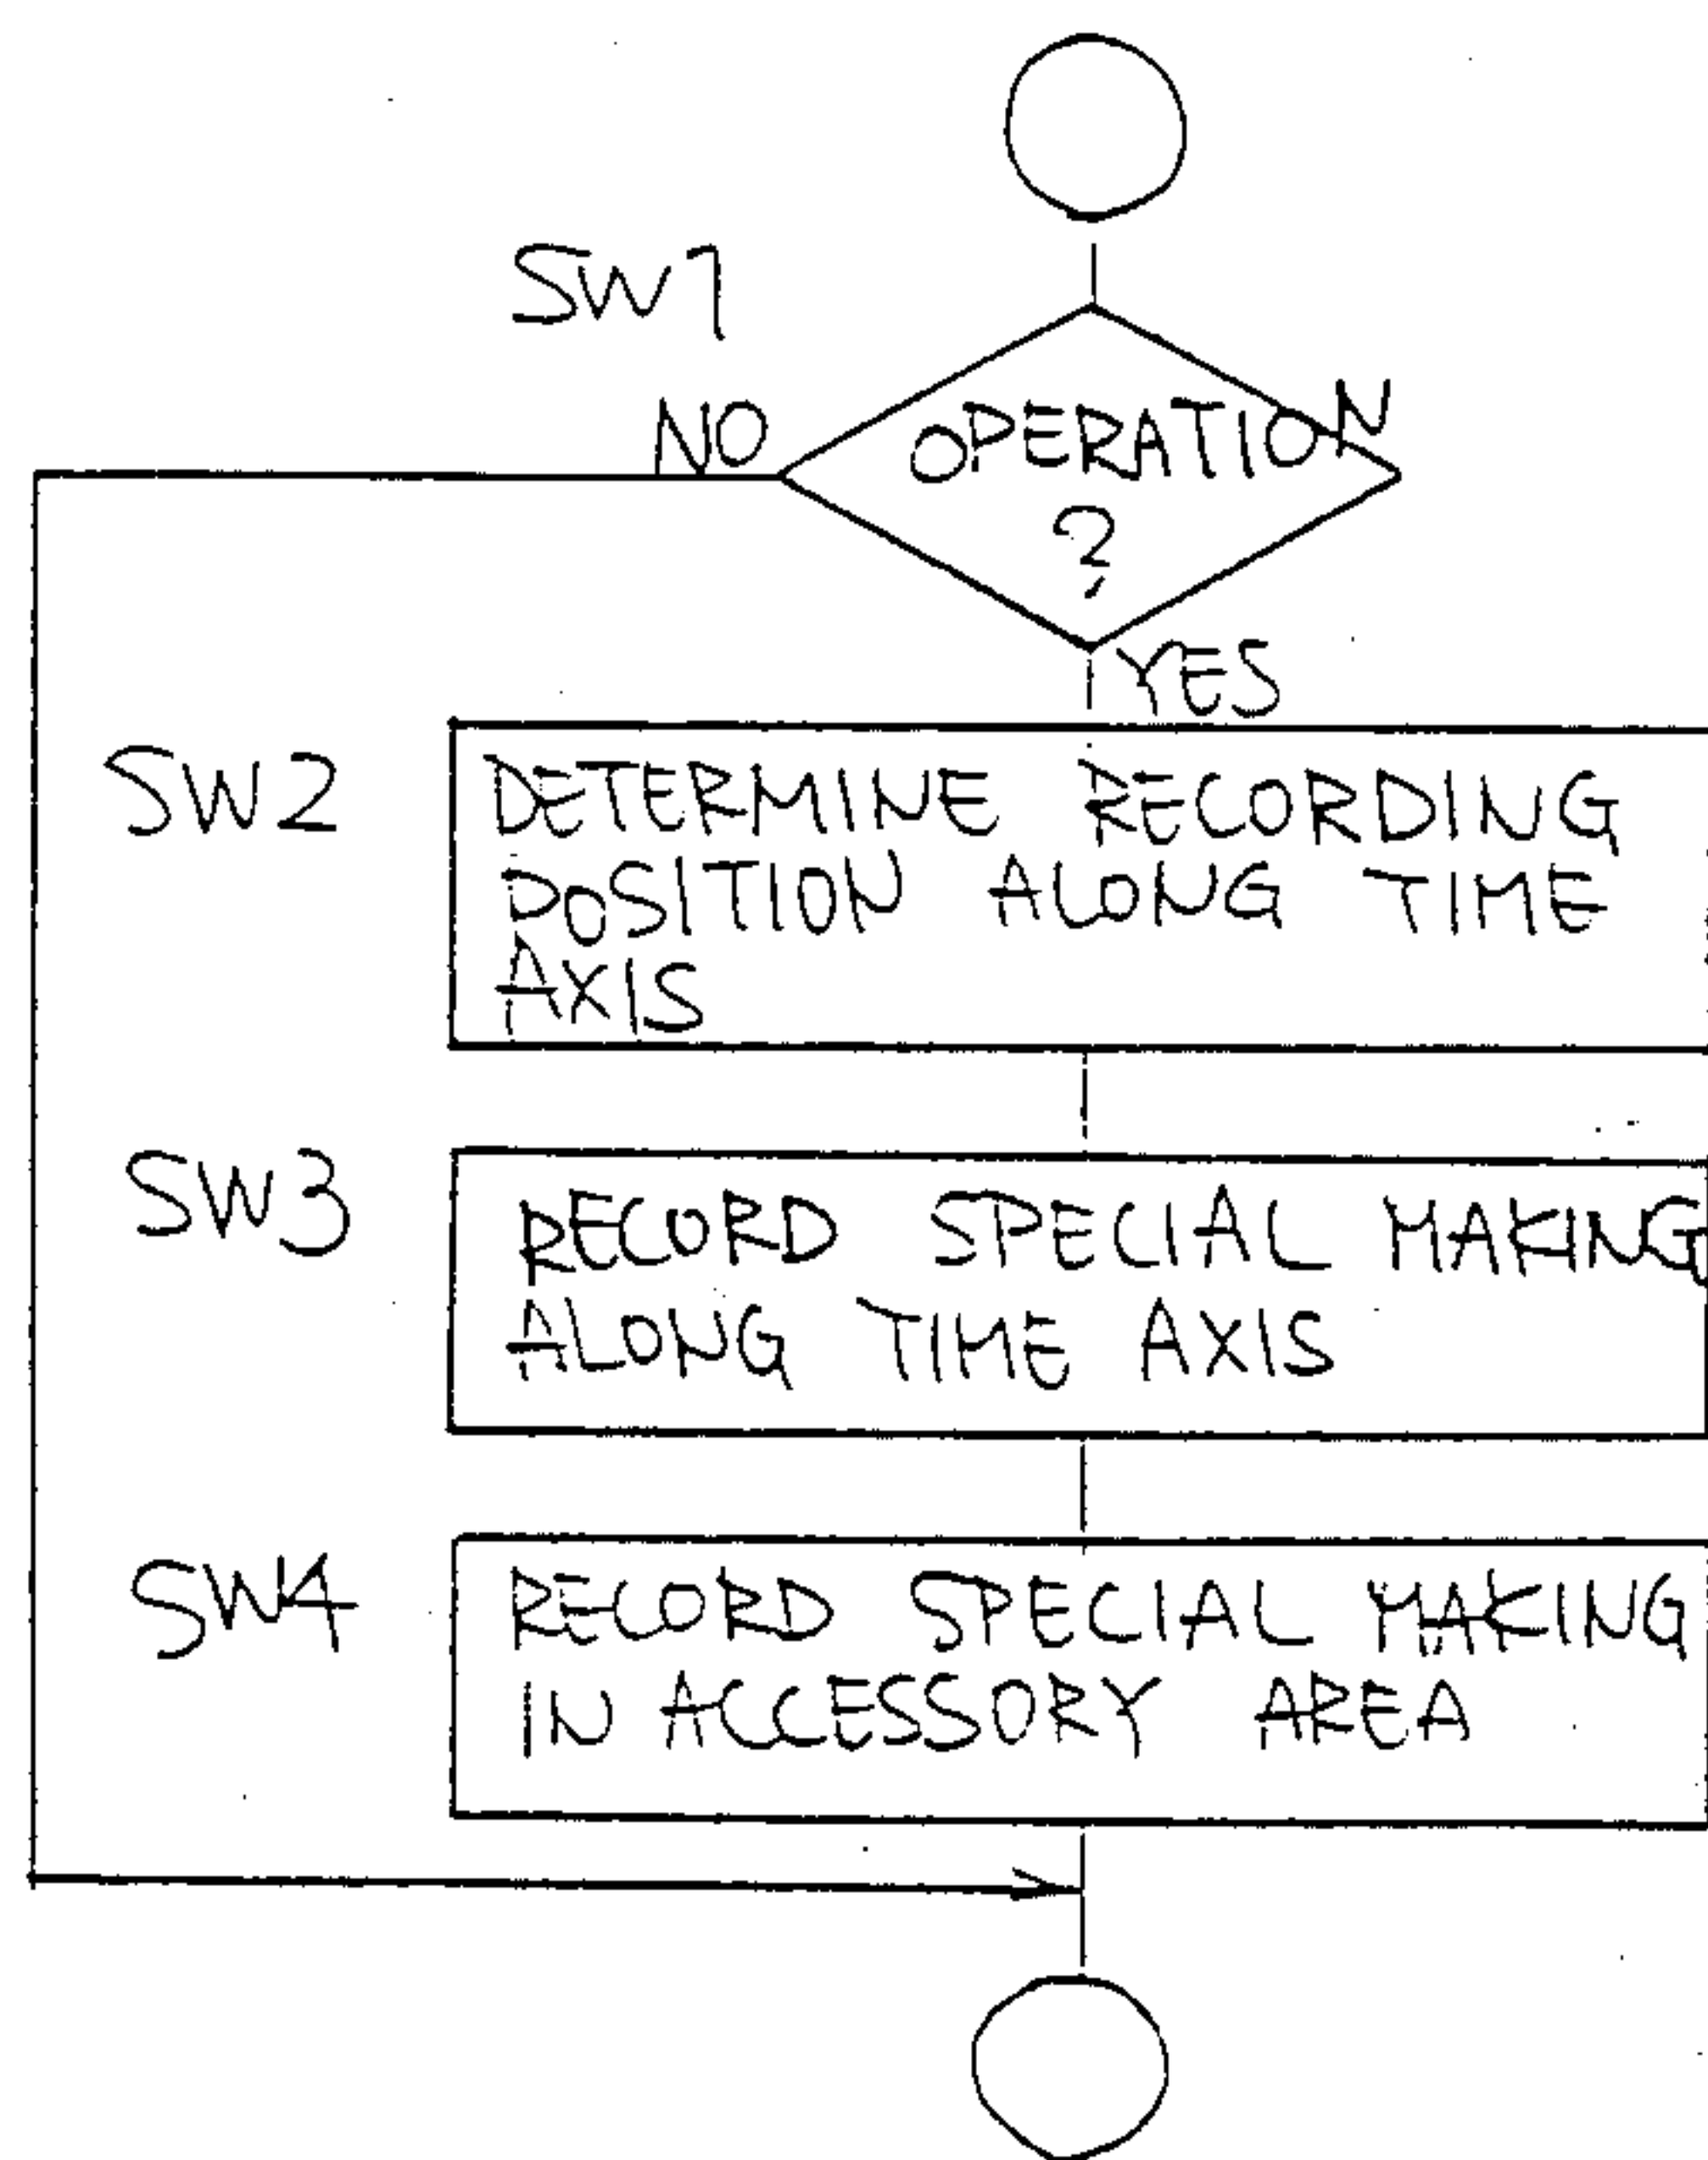 SW1
NO
OPERATION
?
YES
SW2
DETERMINE RECORDING
POSITION ALONG TIME
AXIS
SW3
RECORD SPECIAL MAKING
ALONG TIME AXIS
SW4
RECORD SPECIAL MAKING
IN ACCESSORY AREA